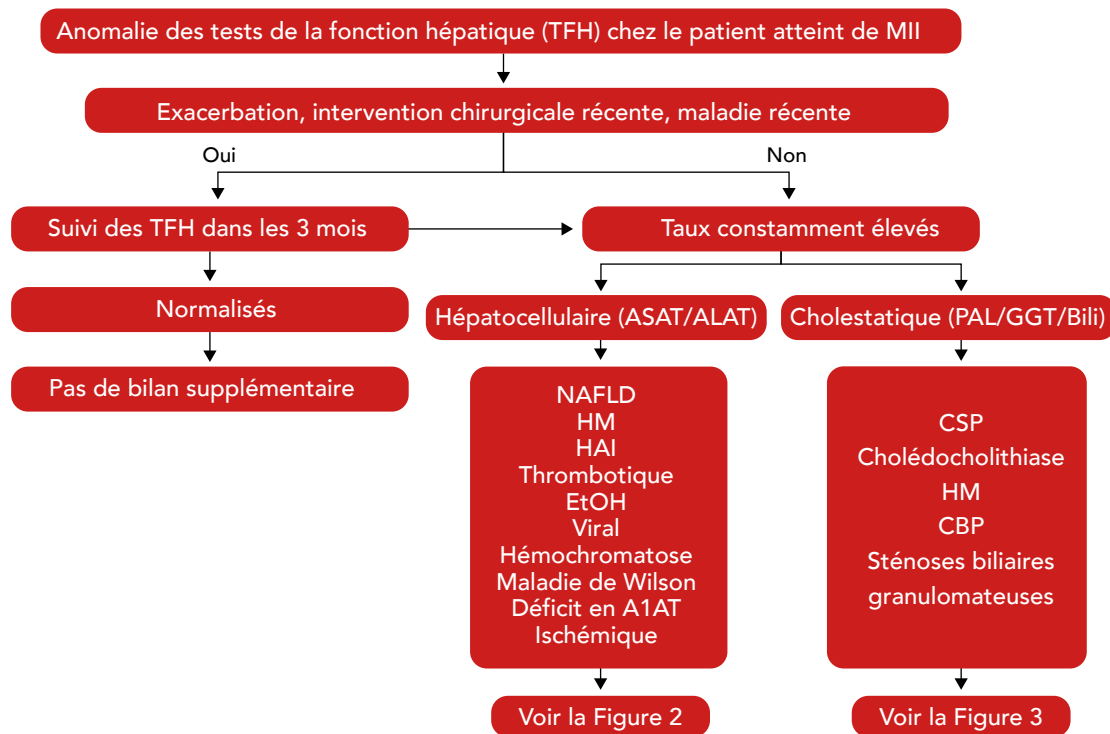 Anomalie des tests de la fonction hépatique (TFH) chez le patient atteint de MII
Exacerbation, intervention chirurgicale récente, maladie récente
Oui
Non
Suivi des TFH dans les 3 mois
Taux constamment élevés
Normalisés
Hépatocellulaire (ASAT/ALAT)
Cholestatique (PAL/GGT/Bili)
Pas de bilan supplémentaire
NAFLD
HM
HAI
Thrombotique
EtOH
Viral
Hémochromatose
Maladie de Wilson
Déficit en A1AT
Ischémique
CSP
Cholédocholithiase
HM
CBP
Sténoses biliaires
granulomateuses
Voir la Figure 2
Voir la Figure 3